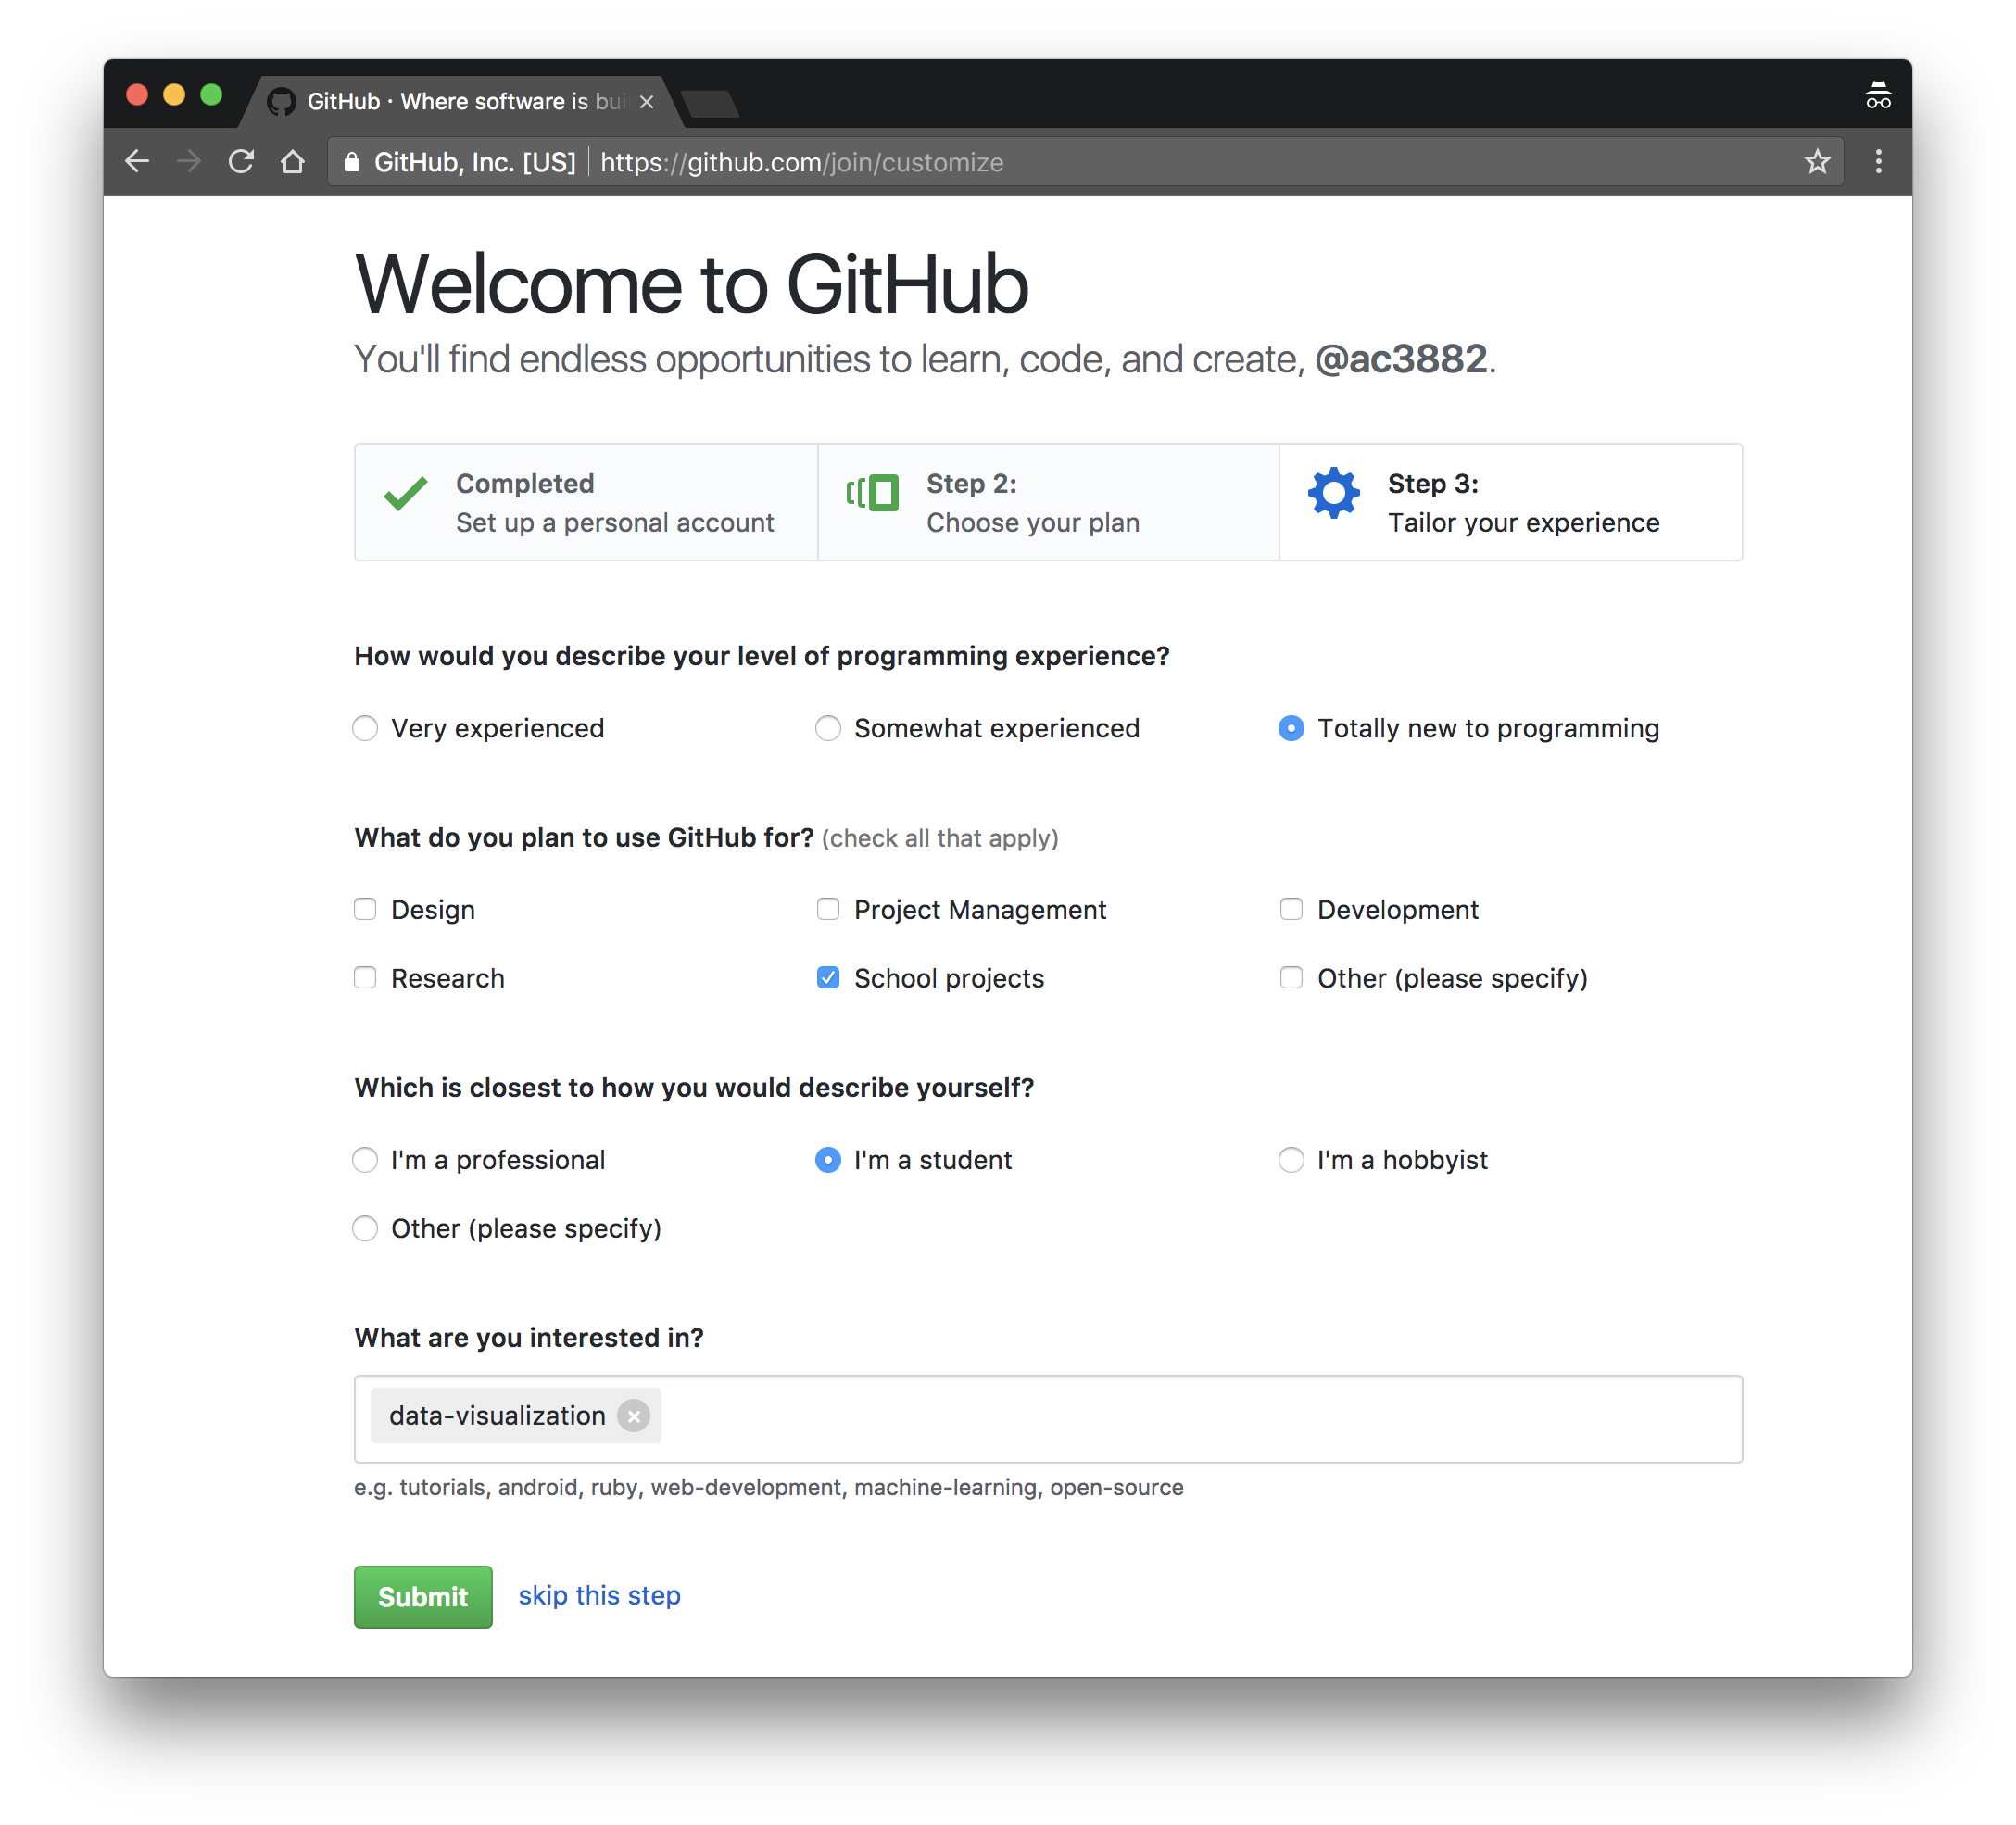 GitHub · Where software is bui
GitHub, Inc. [US] https://github.com/join/customize
Welcome to GitHub
You'll find endless opportunities to learn, code, and create, @ac3882.
Completed
Set up a personal account
Step 2:
Choose your plan
Step 3:
Tailor your experience
How would you describe your level of programming experience?
Very experienced
Somewhat experienced
Totally new to programming
What do you plan to use GitHub for? (check all that apply)
Design
Project Management
Development
Research
School projects
Other (please specify)
Which is closest to how you would describe yourself?
I'm a professional
I'm a student
I'm a hobbyist
Other (please specify)
What are you interested in?
data-visualization
e.g. tutorials, android, ruby, web-development, machine-learning, open-source
Submit
skip this step